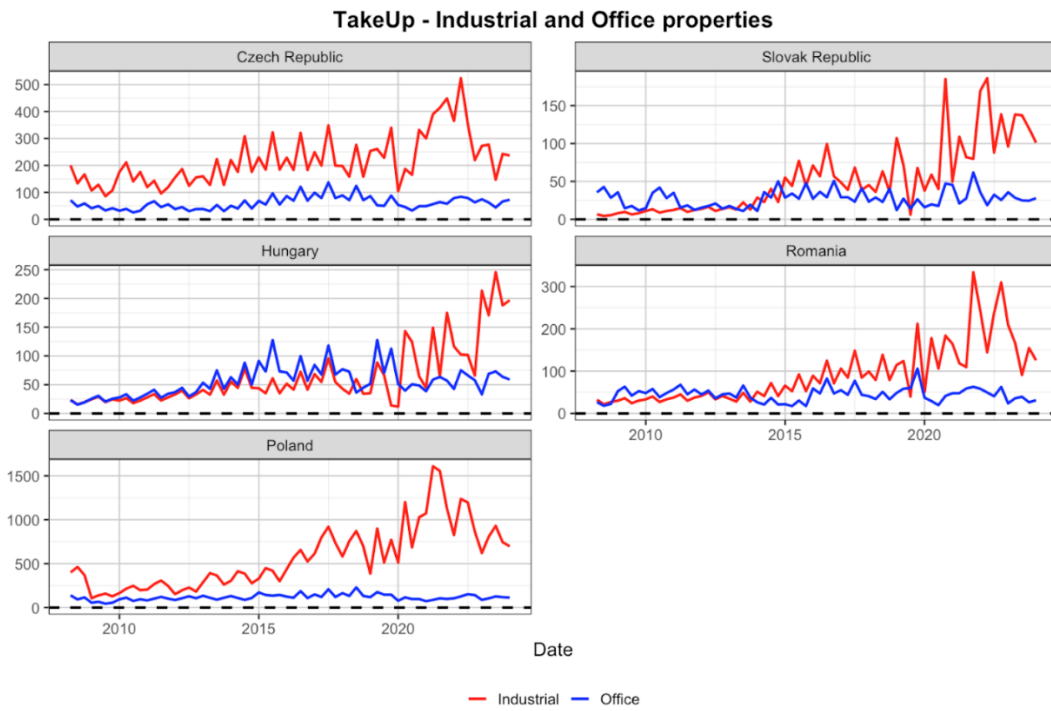 TakeUp - Industrial and Office properties
Czech Republic
500
400
300
200
100
0
Slovak Republic
150
100
50
0
Hungary
250
200
150
100
50
0
Romania
300
200
100
0
2010 2015 2020
Poland
1500
1000
500
0
2010 2015 2020
Date
Industrial Office